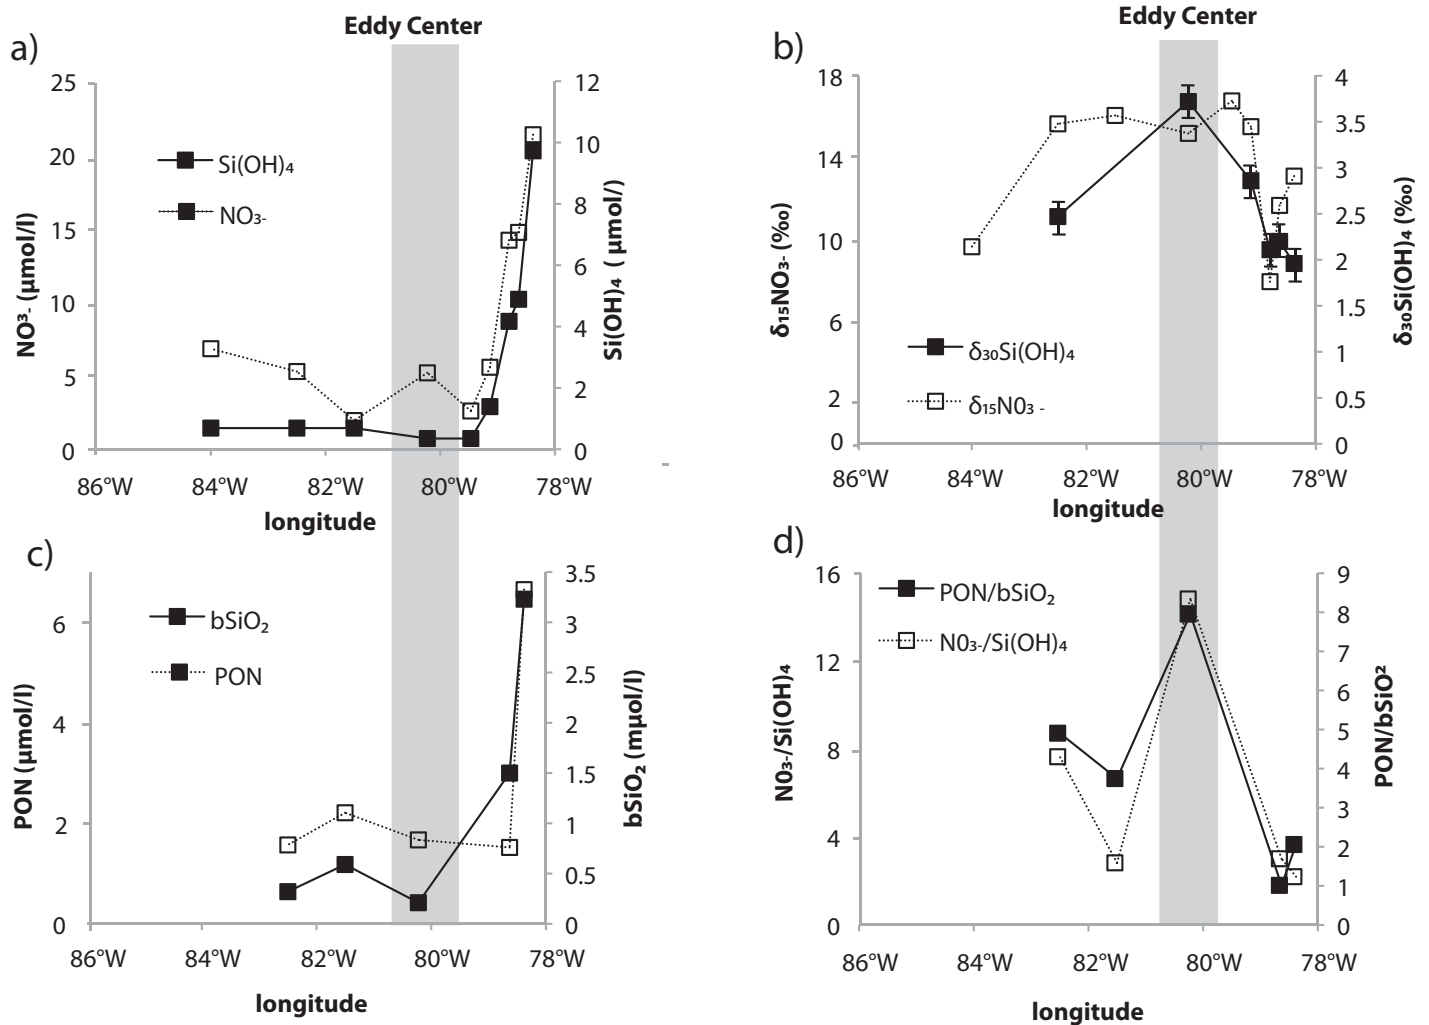 Eddy Center
a)
25
20
15
10
5
0
12
10
8
6
4
2
0
Si(OH)₄
NO₃-
NO³- (µmol/l)
Si(OH)₄ ( µmol/)
86°W 84°W 82°W 80°W 78°W
longitude
Eddy Center
b)
18
14
10
6
2
0
4
3.5
3
2.5
2
1.5
1
0.5
0
δ₃₀Si(OH)₄
δ₁₅N0₃ -
δ₁₅NO₃- (‰)
δ₃₀Si(OH)₄ (‰)
86°W 84°W 82°W 80°W 78°W
longitude
c)
6
4
2
0
3.5
3
2.5
2
1.5
1
0.5
0
bSiO₂
PON
PON (µmol/l)
bSiO₂ (mµol/l)
86°W 84°W 82°W 80°W 78°W
longitude
d)
16
12
8
4
0
9
8
7
6
5
4
3
2
1
0
PON/bSiO₂
N0₃-/Si(OH)₄
N0₃-/Si(OH)₄
PON/bSiO²
86°W 84°W 82°W 80°W 78°W
longitude